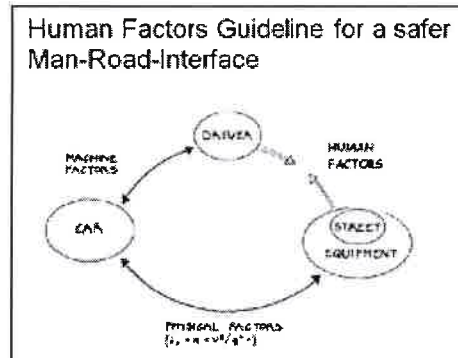 Human Factors Guideline for a safer
Man-Road-Interface
DRIVER
MACHINE
FACTORS
HUMAN
FACTORS
CAR
STREET
EQUIPMENT
PHYSICAL FACTORS